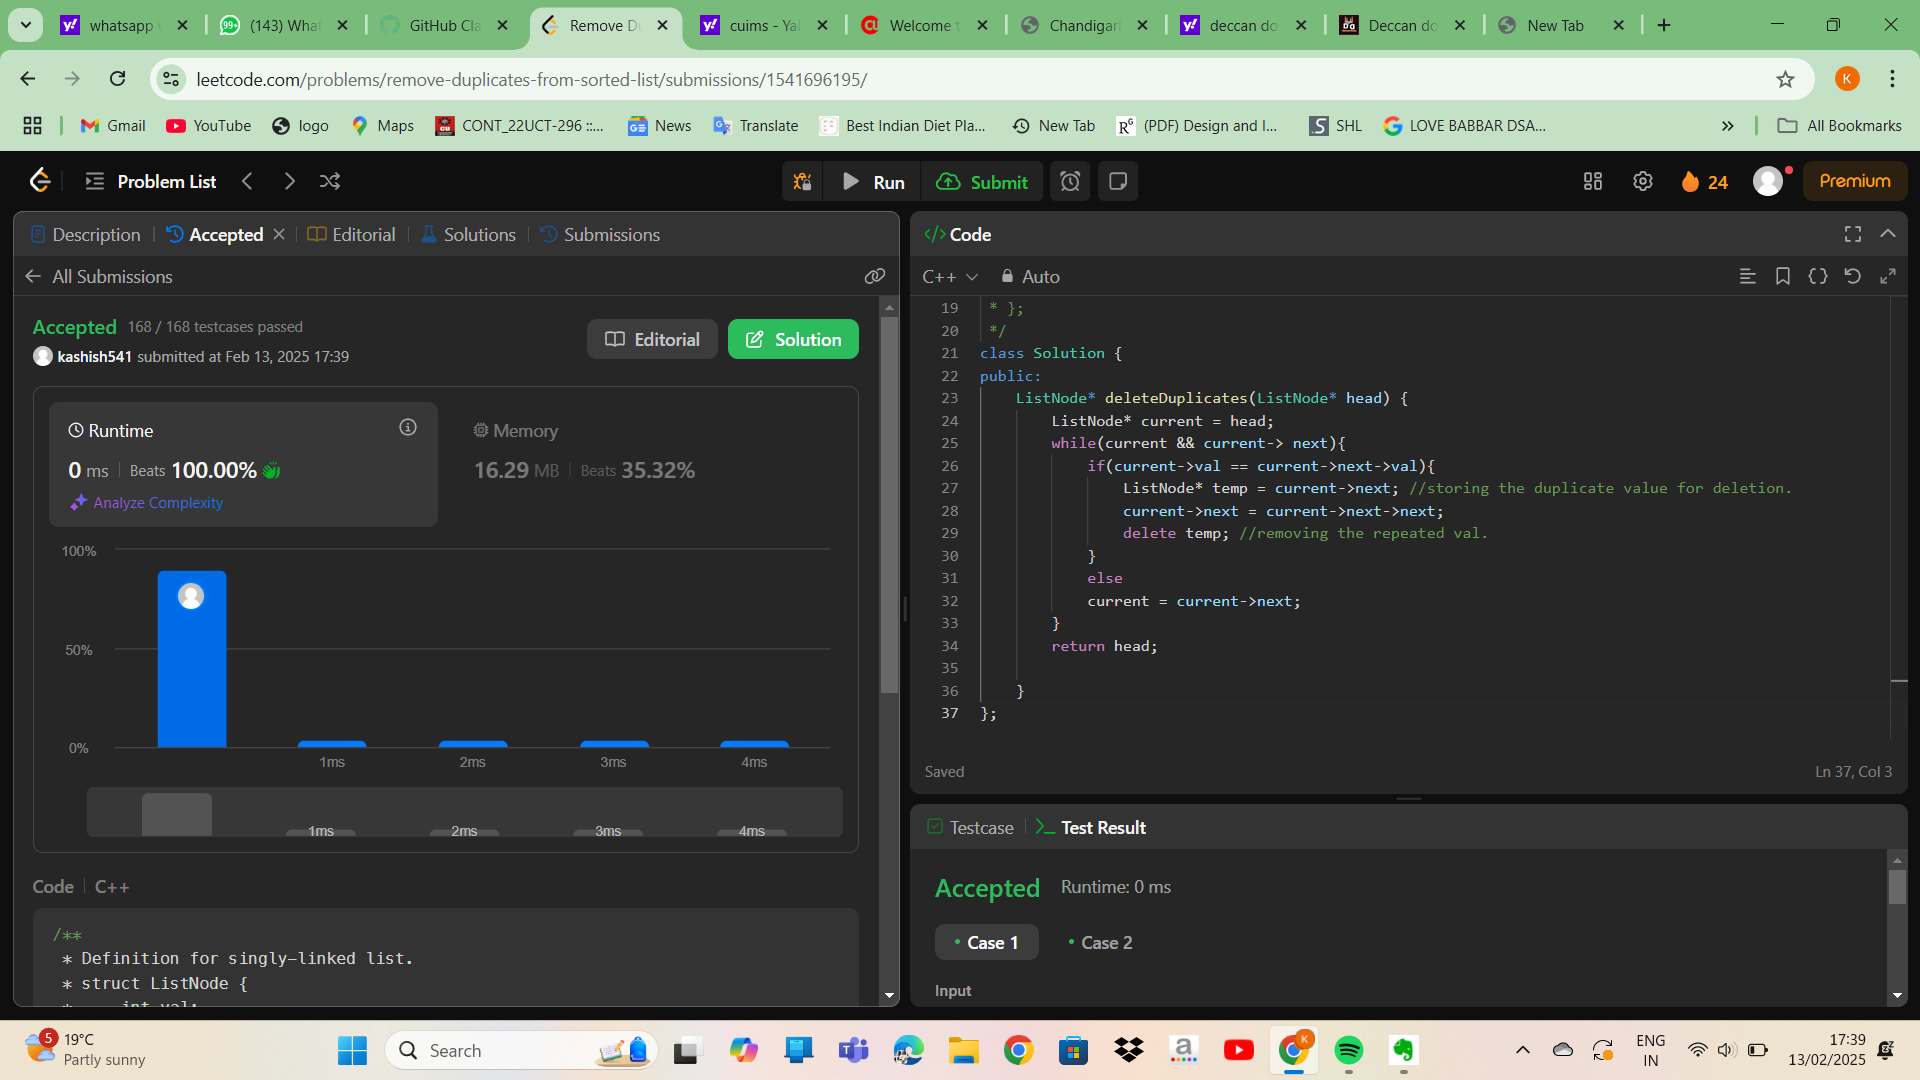 whatsapp
99+
(143) What
GitHub Cla
Remove Du
cuims - Yal
Welcome t
Chandigar
deccan do
Deccan do
New Tab
leetcode.com/problems/remove-duplicates-from-sorted-list/submissions/1541696195/
K
Gmail
YouTube
logo
Maps
CONT_22UCT-296 ::...
News
Translate
Best Indian Diet Pla...
New Tab
(PDF) Design and I...
SHL
LOVE BABBAR DSA...
All Bookmarks
Problem List
Run
Submit
24
Premium
Description
Accepted
Editorial
Solutions
Submissions
All Submissions
Accepted 168 / 168 testcases passed
kashish541 submitted at Feb 13, 2025 17:39
Editorial
Solution
Runtime
0 ms Beats 100.00%
Analyze Complexity
Memory
16.29 MB Beats 35.32%
100%
50%
0%
1ms 2ms 3ms 4ms
1ms 2ms 3ms 4ms
Code C++
/**
* Definition for singly-linked list.
* struct ListNode {
* int val;
Code
C++ Auto
19 * };
20 */
21 class Solution {
22 public:
23 ListNode* deleteDuplicates(ListNode* head) {
24 ListNode* current = head;
25 while(current && current-> next){
26 if(current->val == current->next->val){
27 ListNode* temp = current->next; //storing the duplicate value for deletion.
28 current->next = current->next->next;
29 delete temp; //removing the repeated val.
30 }
31 else
32 current = current->next;
33 }
34 return head;
35
36 }
37 };
Saved
Ln 37, Col 3
Testcase
Test Result
Accepted Runtime: 0 ms
Case 1 Case 2
Input
5
19°C
Partly sunny
Search
ENG
IN
17:39
13/02/2025